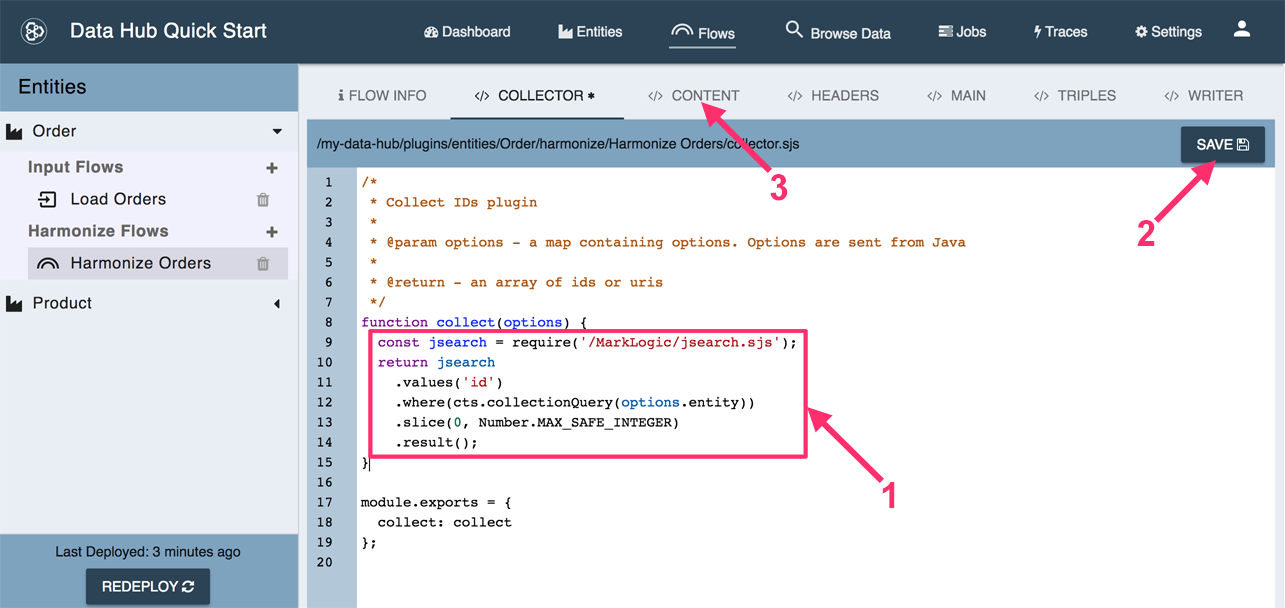 Data Hub Quick Start
Dashboard
Entities
Flows
Browse Data
Jobs
Traces
Settings
Entities
Order
Input Flows +
Load Orders
Harmonize Flows +
Harmonize Orders
Product
Last Deployed: 3 minutes ago
REDEPLOY
FLOW INFO
</> COLLECTOR *
</> CONTENT
</> HEADERS
</> MAIN
</> TRIPLES
</> WRITER
/my-data-hub/plugins/entities/Order/harmonize/Harmonize Orders/collector.sjs
SAVE
1 /*
2  * Collect IDs plugin
3  *
4  * @param options - a map containing options. Options are sent from Java
5  *
6  * @return - an array of ids or uris
7  */
8 function collect(options) {
9   const jsearch = require('/MarkLogic/jsearch.sjs');
10   return jsearch
11     .values('id')
12     .where(cts.collectionQuery(options.entity))
13     .slice(0, Number.MAX_SAFE_INTEGER)
14     .result();
15 }
16
17 module.exports = {
18   collect: collect
19 };
20
3
2
1